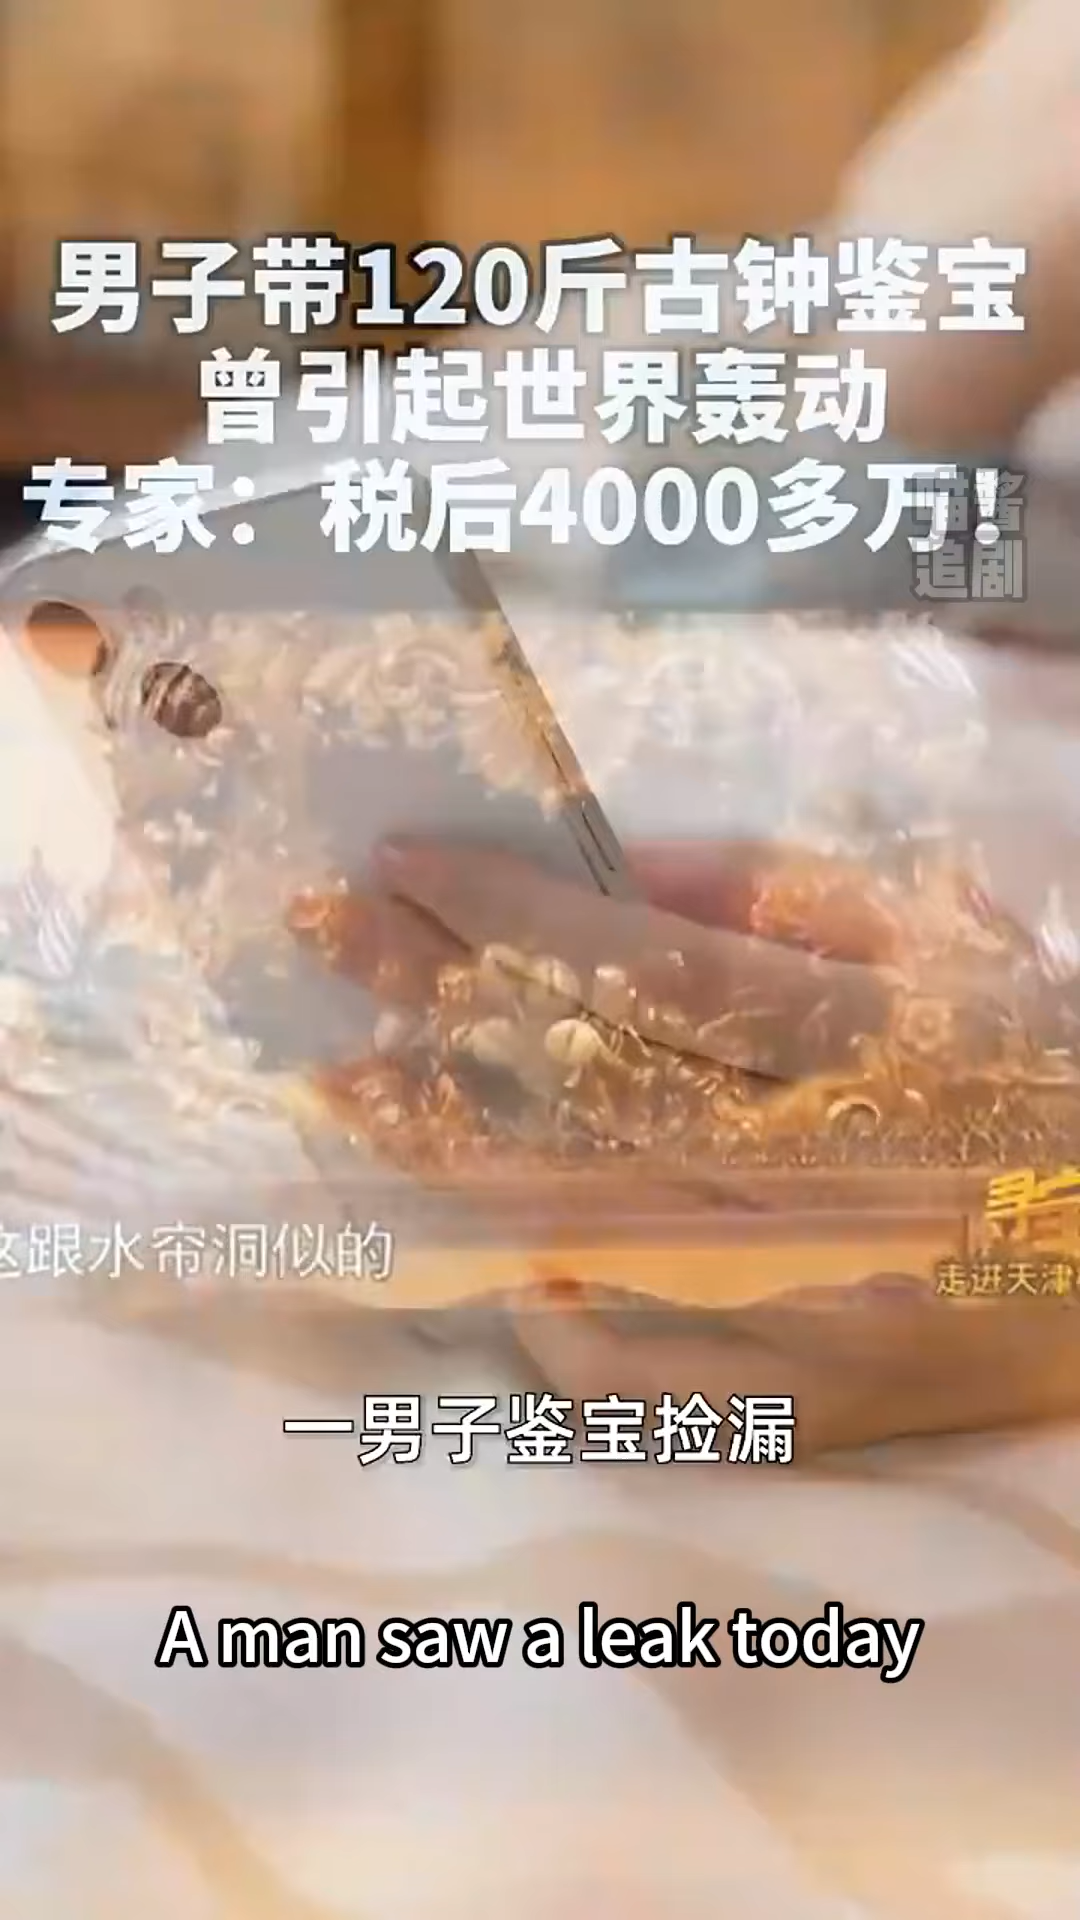 男子带120斤古钟鉴宝
曾引起世界轰动
专家：税后4000多万！
喵酱
追剧
这跟水帘洞似的
走进天津
一男子鉴宝捡漏
A man saw a leak today